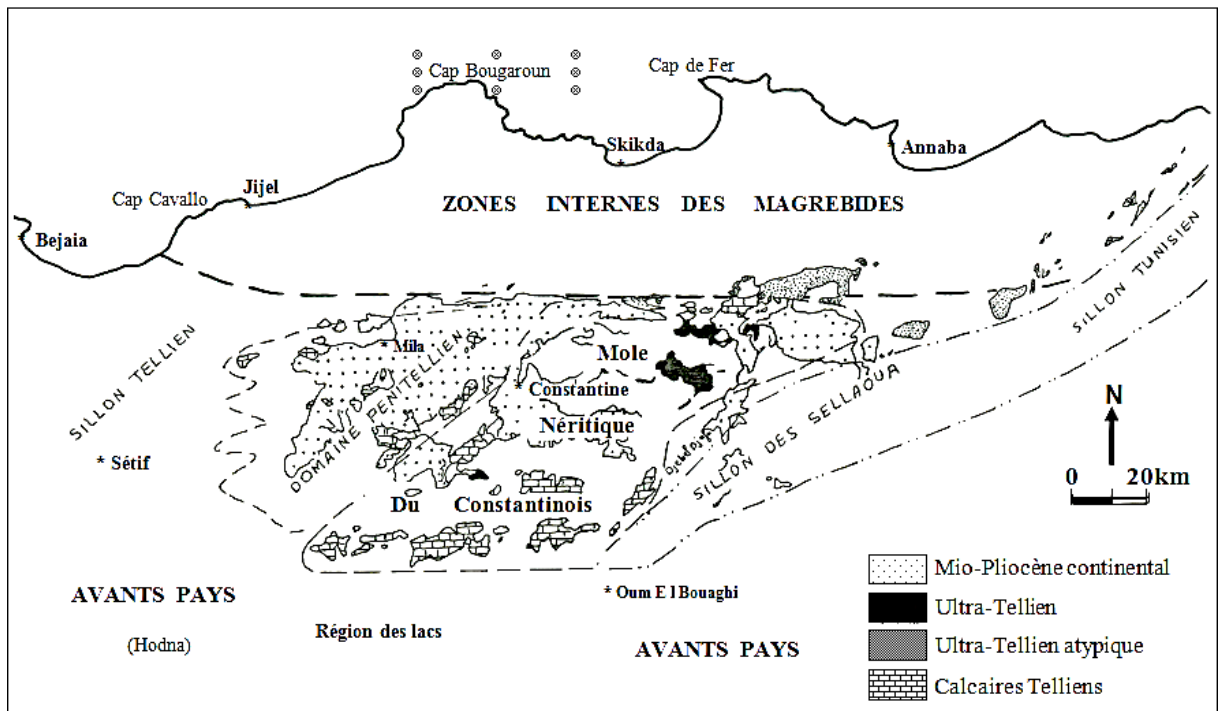 Cap Bougaroun
Cap de Fer
Skikda
Annaba
Jijel
Cap Cavallo
Bejaia
ZONES INTERNES DES MAGREBIDES
SILLON TUNISIEN
SILLON TELLIEN
Mila
Mole
DOMAINE PENITELLIEN
Constantine
Néritique
Djebdjia
SILLON DES SELLAOUA
N
Sétif
0 20km
Du Constantinois
Mio-Pliocène continental
AVANTS PAYS
Oum El Bouaghi
Ultra-Tellien
(Hodna)
Région des lacs
AVANTS PAYS
Ultra-Tellien atypique
Calcaires Telliens